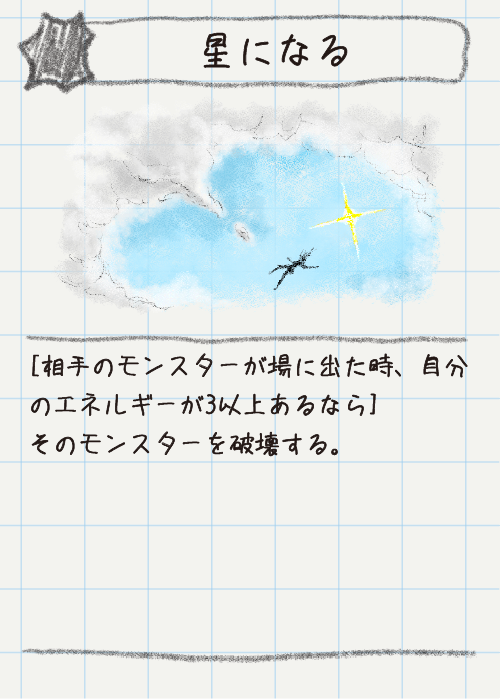 星になる
[相手のモンスターが場に出た時、自分
のエネルギーが3以上あるなら]
そのモンスターを破壊する。